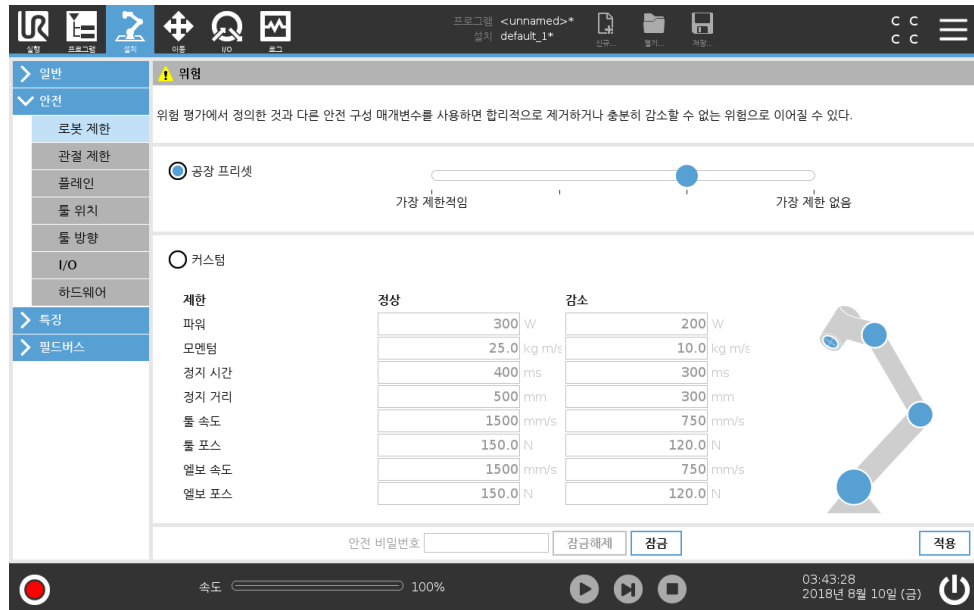 UR
프로그램 <unnamed>*
설치 default_1*
실행 프로그램 설치 이동 I/O 로그 신규... 열기... 저장...
C C
C C
일반
안전
로봇 제한
관절 제한
플레인
툴 위치
툴 방향
I/O
하드웨어
특징
필드버스
위험
위험 평가에서 정의한 것과 다른 안전 구성 매개변수를 사용하면 합리적으로 제거하거나 충분히 감소할 수 없는 위험으로 이어질 수 있다.
공장 프리셋
가장 제한적임 가장 제한 없음
커스텀
제한 정상 감소
파워 300 W 200 W
모멘텀 25.0 kg m/s 10.0 kg m/s
정지 시간 400 ms 300 ms
정지 거리 500 mm 300 mm
툴 속도 1500 mm/s 750 mm/s
툴 포스 150.0 N 120.0 N
엘보 속도 1500 mm/s 750 mm/s
엘보 포스 150.0 N 120.0 N
안전 비밀번호 잠금해제 잠금 적용
속도 100%
03:43:28
2018년 8월 10일 (금)